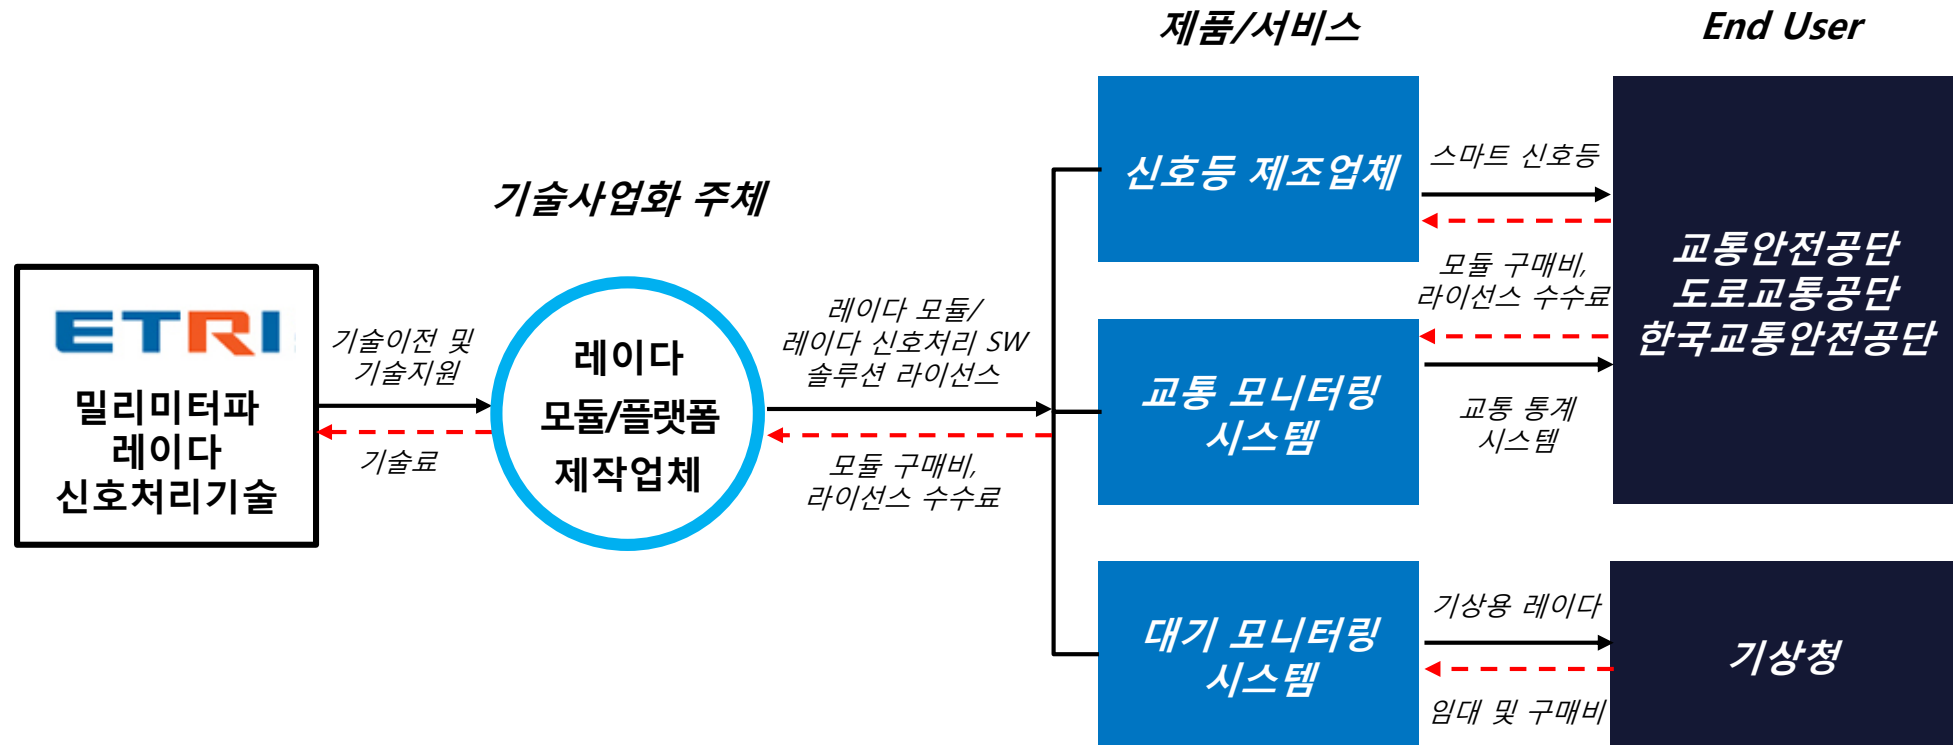 제품/서비스
End User
기술사업화 주체
ETRI
밀리미터파
레이다
신호처리기술
기술이전 및
기술지원
기술료
레이다
모듈/플랫폼
제작업체
레이다 모듈/
레이다 신호처리 SW
솔루션 라이선스
모듈 구매비,
라이선스 수수료
신호등 제조업체
스마트 신호등
모듈 구매비,
라이선스 수수료
교통 모니터링
시스템
교통 통계
시스템
교통안전공단
도로교통공단
한국교통안전공단
대기 모니터링
시스템
기상용 레이다
임대 및 구매비
기상청